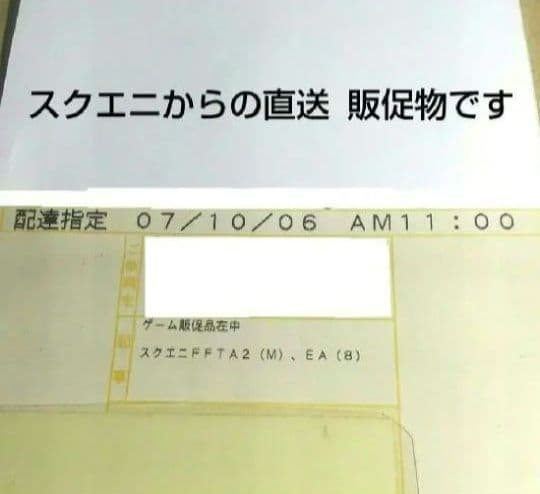 スクエニからの直送 販促物です
配達指定 07/10/06 AM11:00
ゲーム販促品在中
スクエニFFTA2(M)、EA(8)
記事